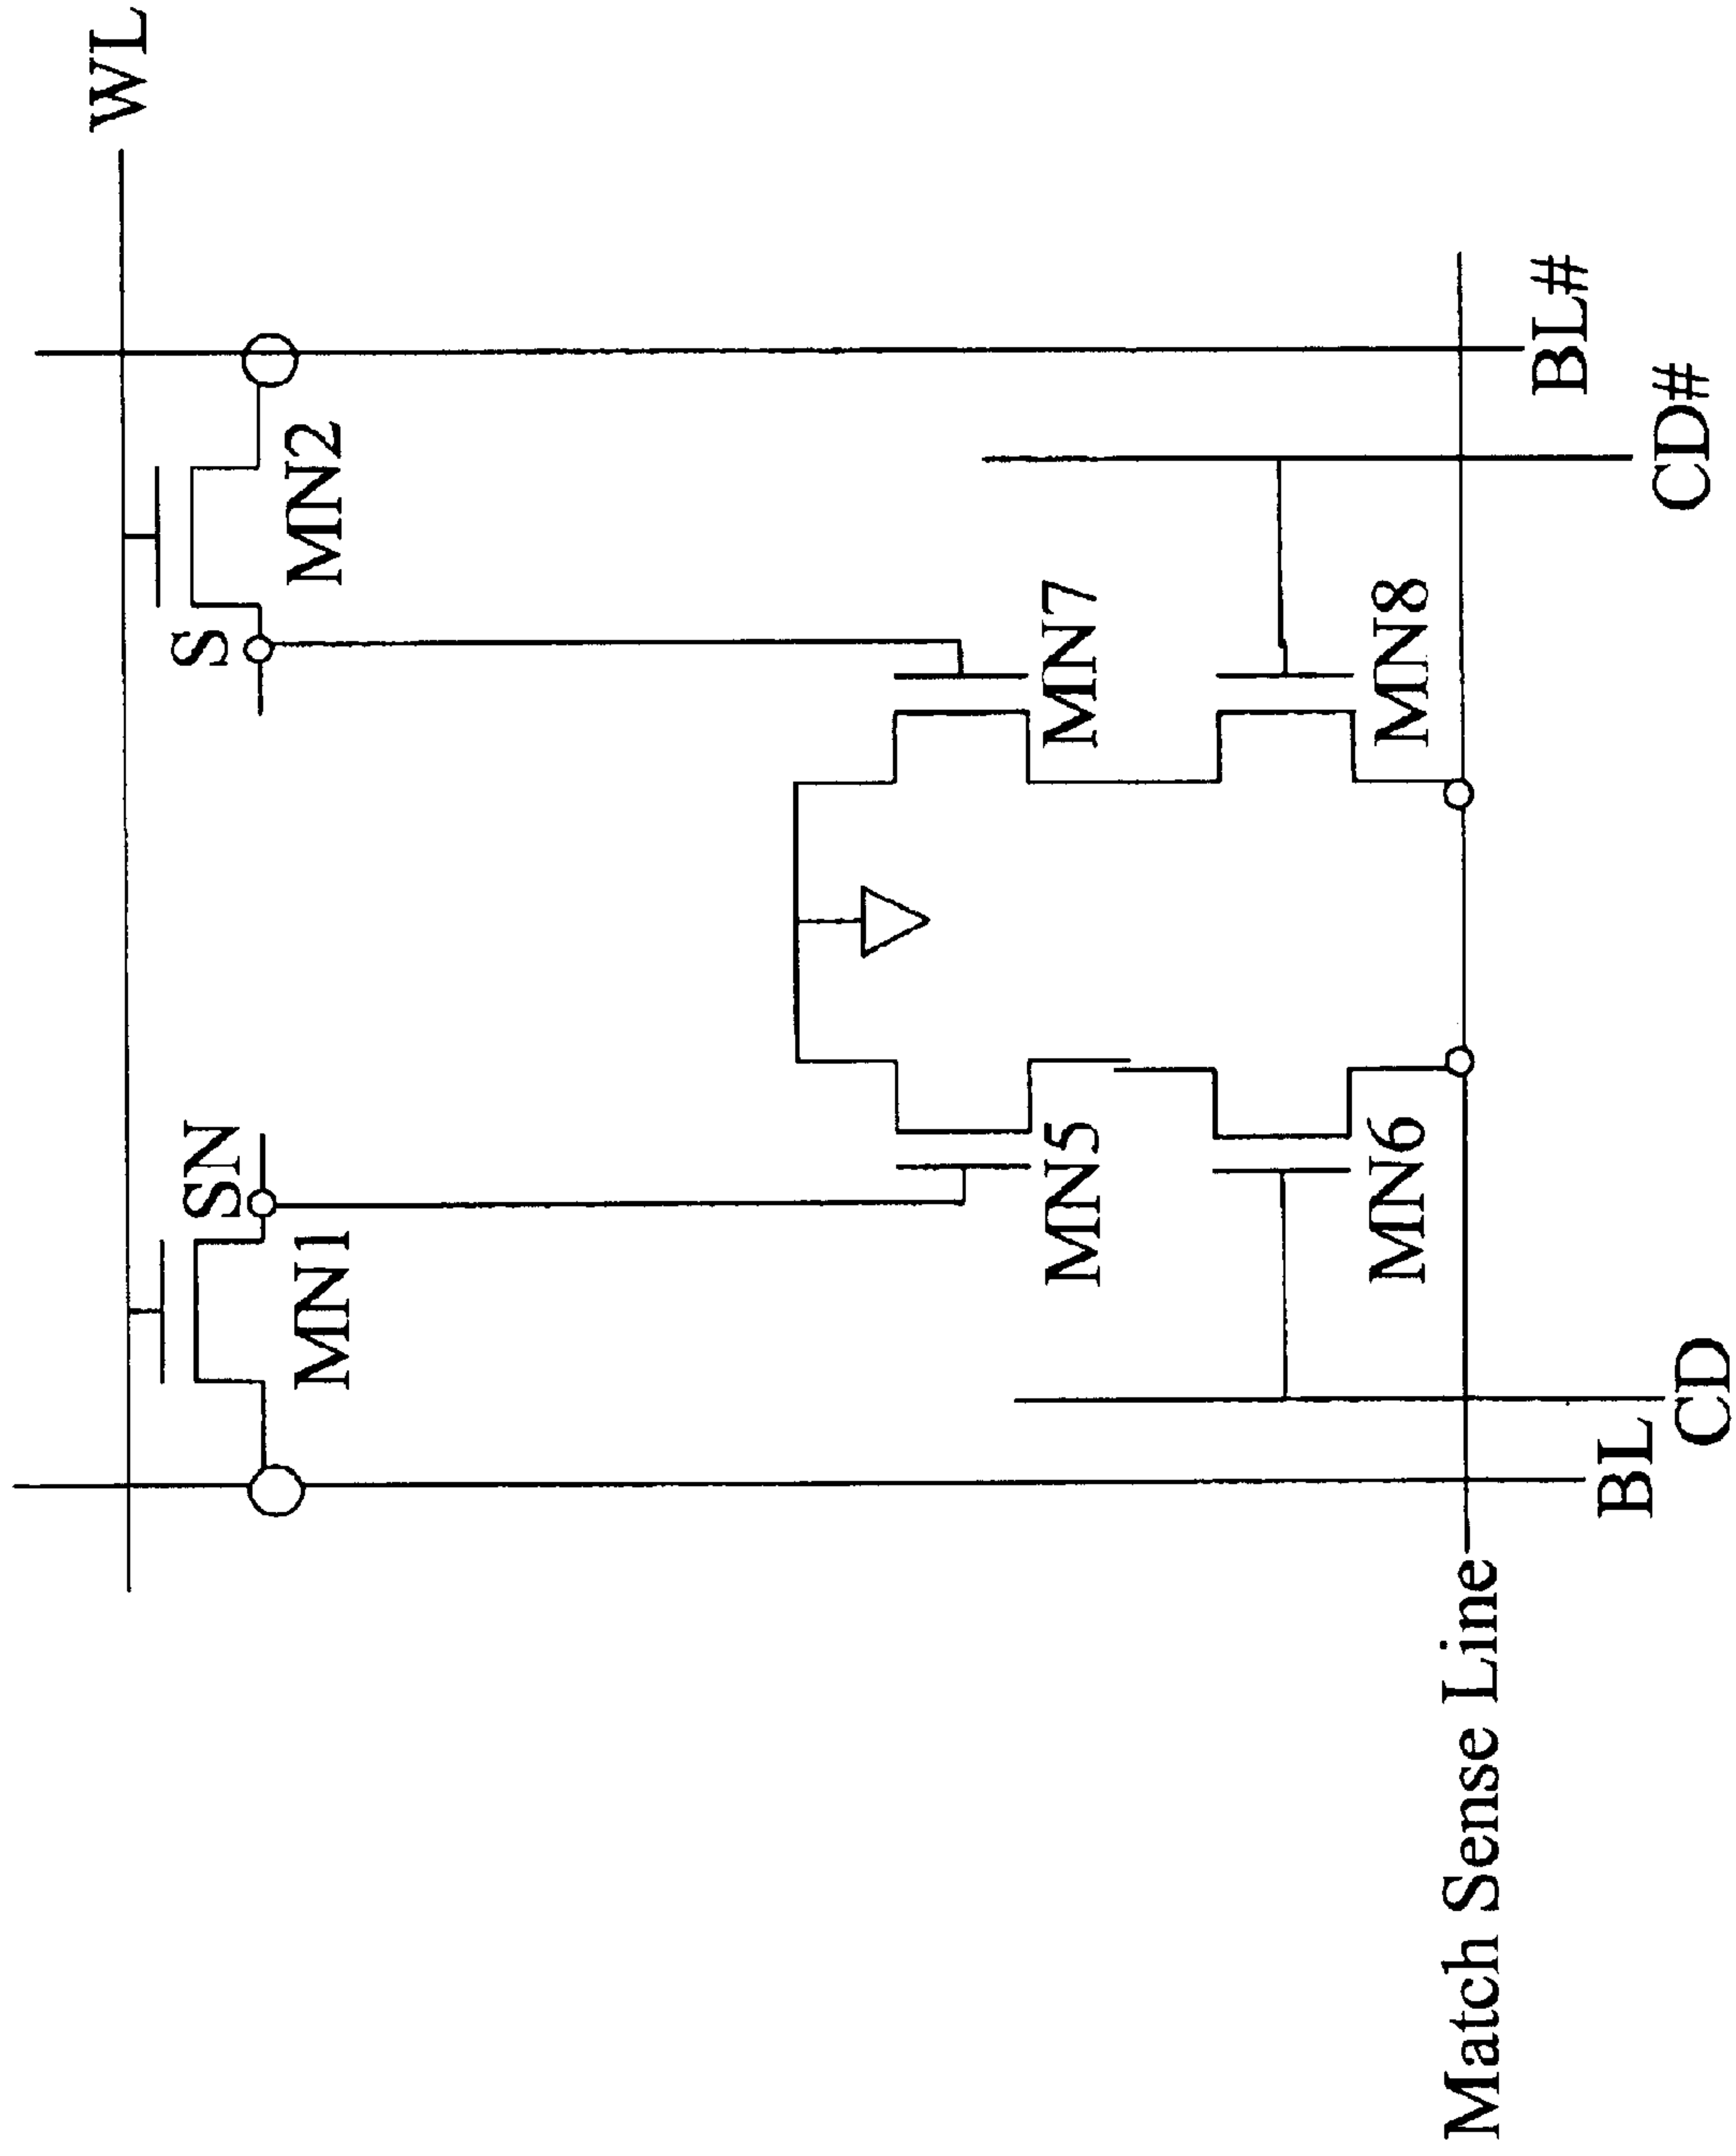 WL
SN
S
MN1
MN2
MN5
MN7
MN6
MN8
Match Sense Line
BL
CD
BL#
CD#